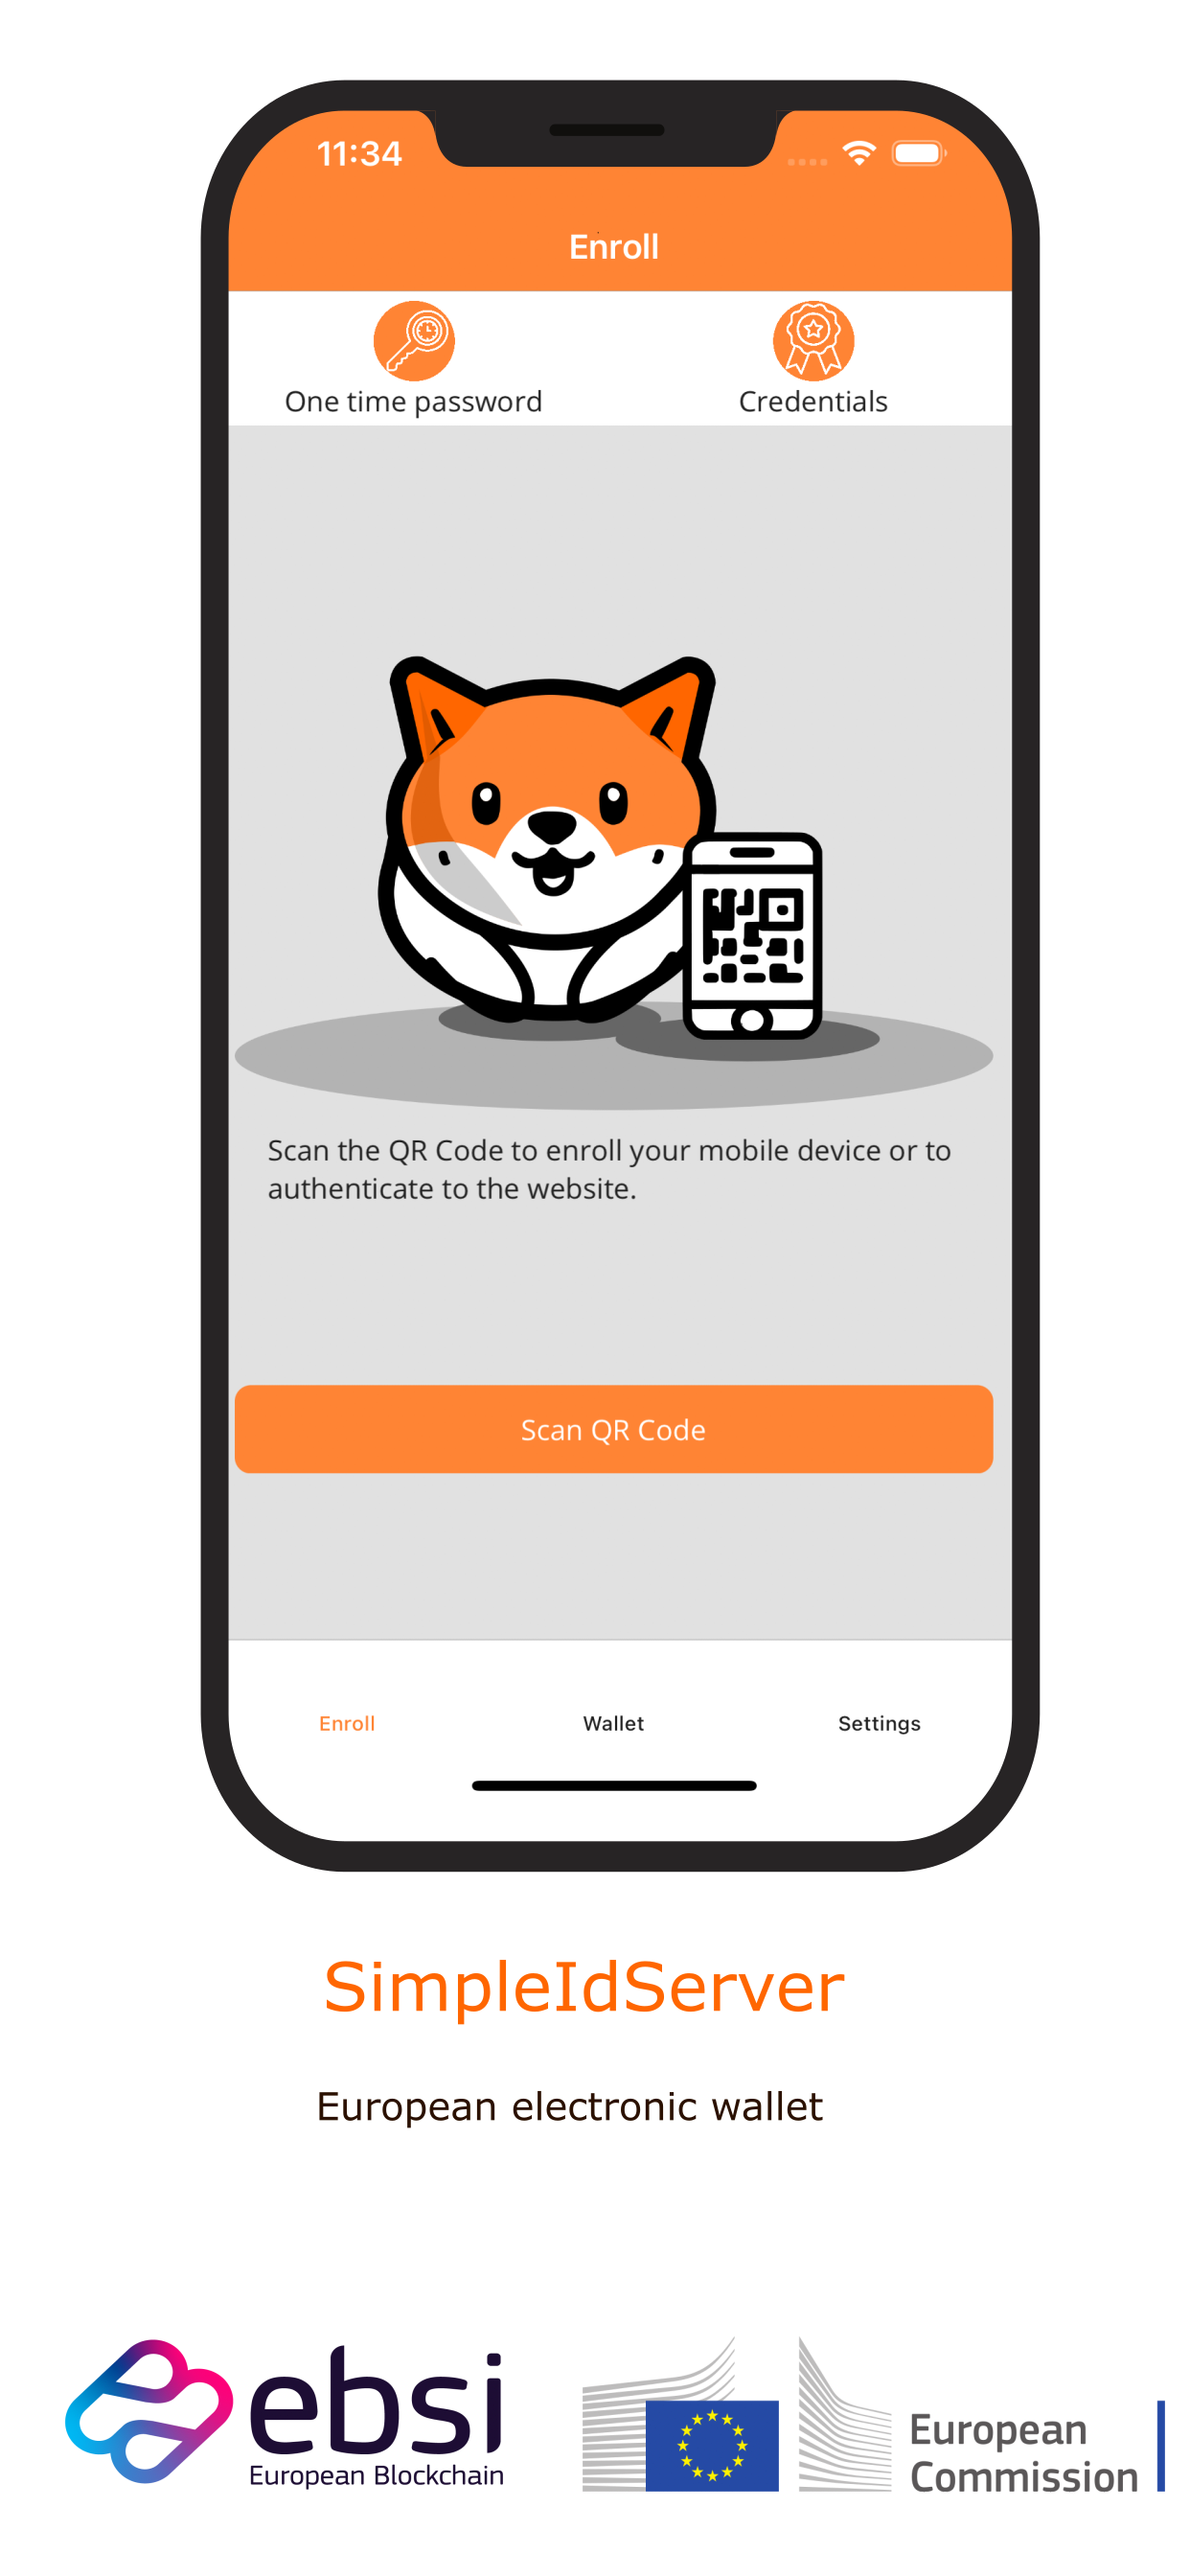 11:34
Enroll
One time password
Credentials
Scan the QR Code to enroll your mobile device or to
authenticate to the website.
Scan QR Code
Enroll
Wallet
Settings
SimpleIdServer
European electronic wallet
ebsi
European Blockchain
European
Commission